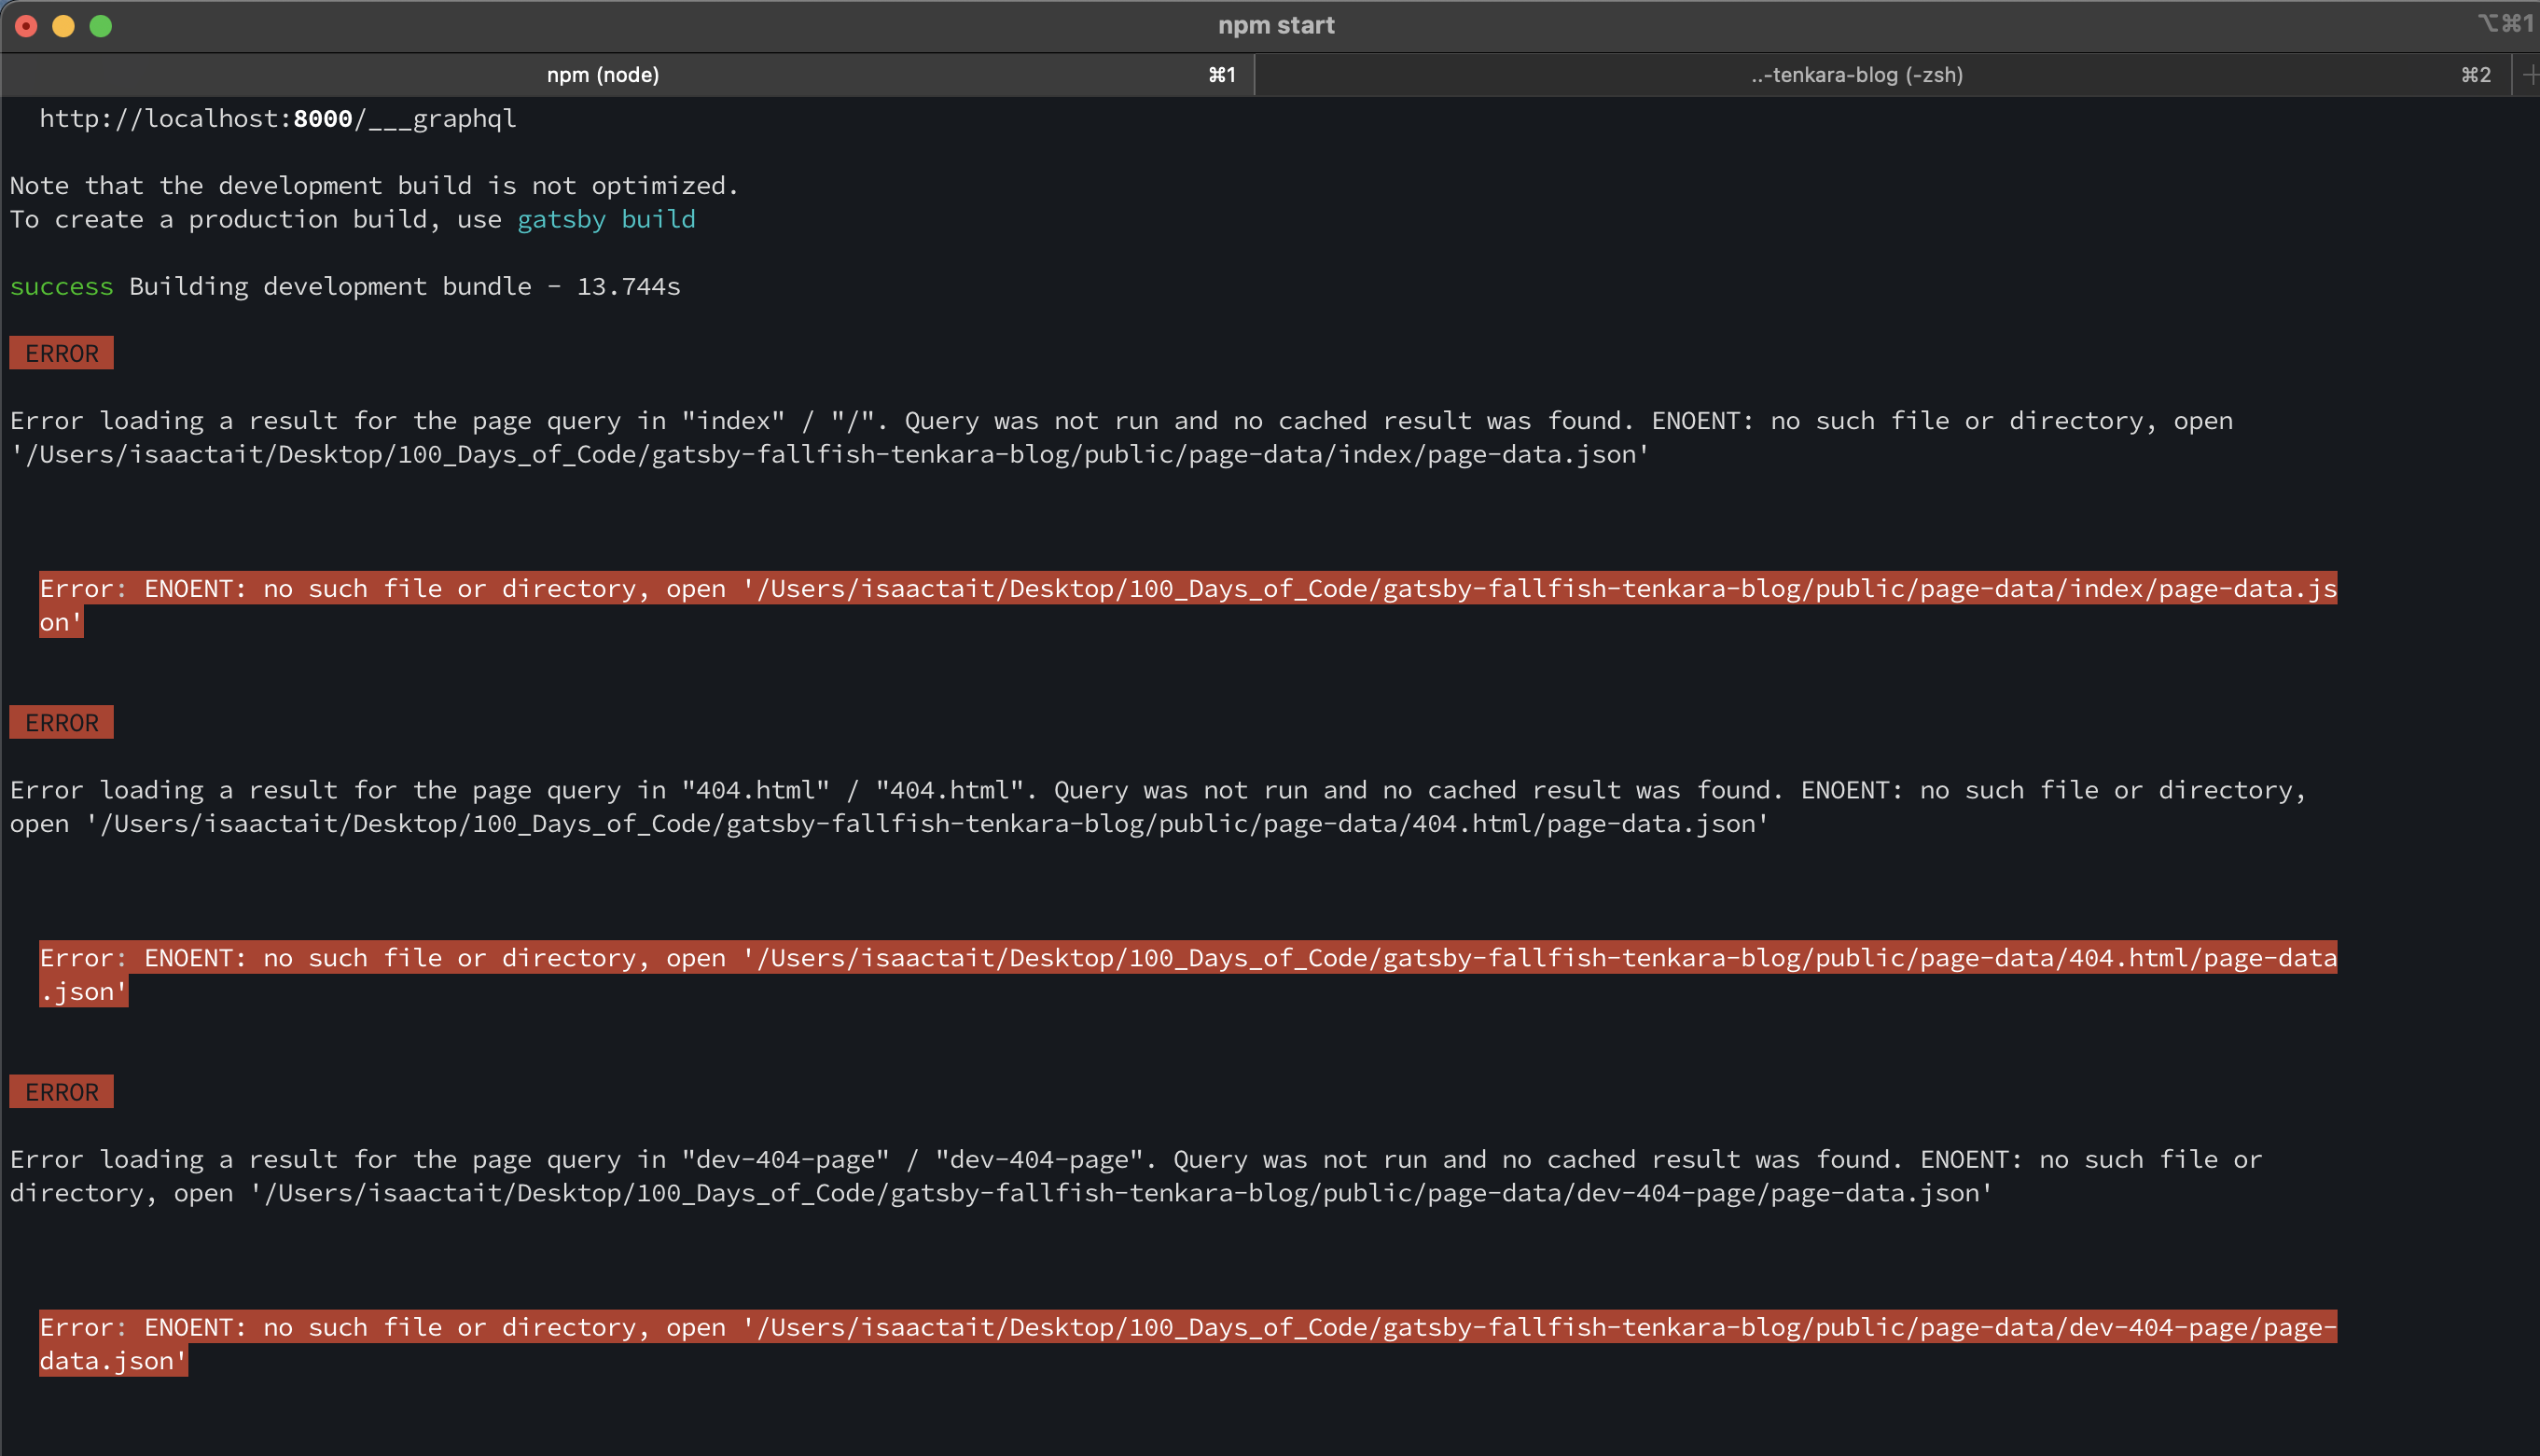 npm start
⌥⌘1
npm (node) ⌘1 ..-tenkara-blog (-zsh) ⌘2 +
http://localhost:8000/___graphql
Note that the development build is not optimized.
To create a production build, use gatsby build
success Building development bundle - 13.744s
ERROR
Error loading a result for the page query in "index" / "/". Query was not run and no cached result was found. ENOENT: no such file or directory, open
'/Users/isaactait/Desktop/100_Days_of_Code/gatsby-fallfish-tenkara-blog/public/page-data/index/page-data.json'
Error: ENOENT: no such file or directory, open '/Users/isaactait/Desktop/100_Days_of_Code/gatsby-fallfish-tenkara-blog/public/page-data/index/page-data.js
on'
ERROR
Error loading a result for the page query in "404.html" / "404.html". Query was not run and no cached result was found. ENOENT: no such file or directory,
open '/Users/isaactait/Desktop/100_Days_of_Code/gatsby-fallfish-tenkara-blog/public/page-data/404.html/page-data.json'
Error: ENOENT: no such file or directory, open '/Users/isaactait/Desktop/100_Days_of_Code/gatsby-fallfish-tenkara-blog/public/page-data/404.html/page-data
.json'
ERROR
Error loading a result for the page query in "dev-404-page" / "dev-404-page". Query was not run and no cached result was found. ENOENT: no such file or
directory, open '/Users/isaactait/Desktop/100_Days_of_Code/gatsby-fallfish-tenkara-blog/public/page-data/dev-404-page/page-data.json'
Error: ENOENT: no such file or directory, open '/Users/isaactait/Desktop/100_Days_of_Code/gatsby-fallfish-tenkara-blog/public/page-data/dev-404-page/page-
data.json'